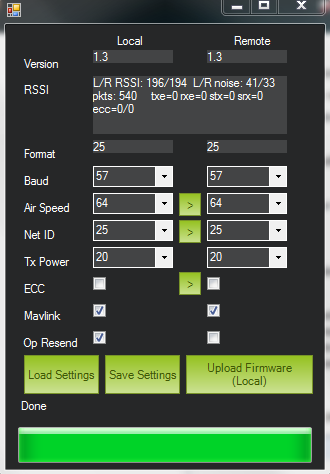 Local Remote
Version 1.3 1.3
RSSI L/R RSSI: 196/194 L/R noise: 41/33
pkts: 540 txe=0 rxe=0 stx=0 srx=0
ecc=0/0
Format 25 25
Baud 57 57
Air Speed 64 > 64
Net ID 25 > 25
Tx Power 20 20
ECC >
Mavlink
Op Resend
Load Settings Save Settings Upload Firmware
(Local)
Done